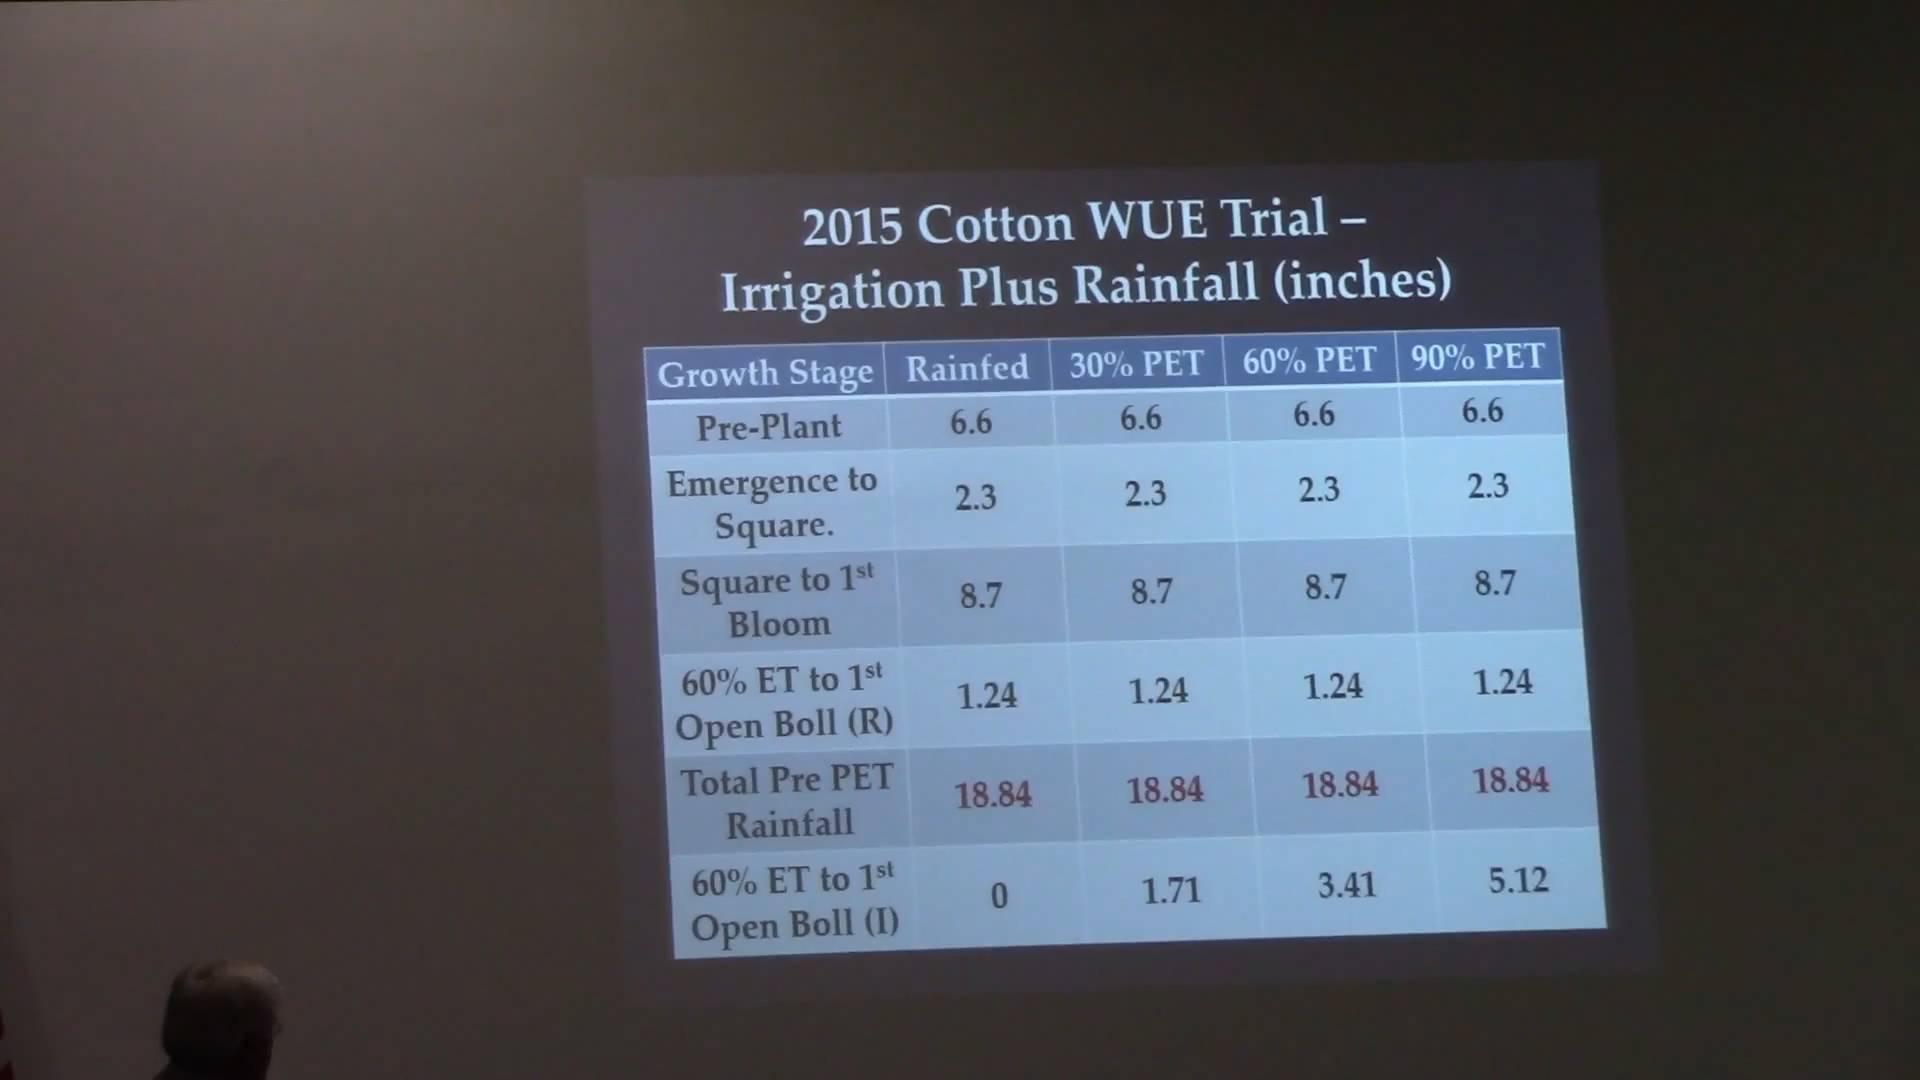 2015 Cotton WUE Trial –
Irrigation Plus Rainfall (inches)
Growth Stage Rainfed 30% PET 60% PET 90% PET
Pre-Plant 6.6 6.6 6.6 6.6
Emergence to
Square. 2.3 2.3 2.3 2.3
Square to 1st
Bloom 8.7 8.7 8.7 8.7
60% ET to 1st
Open Boll (R) 1.24 1.24 1.24 1.24
Total Pre PET
Rainfall 18.84 18.84 18.84 18.84
60% ET to 1st
Open Boll (I) 0 1.71 3.41 5.12